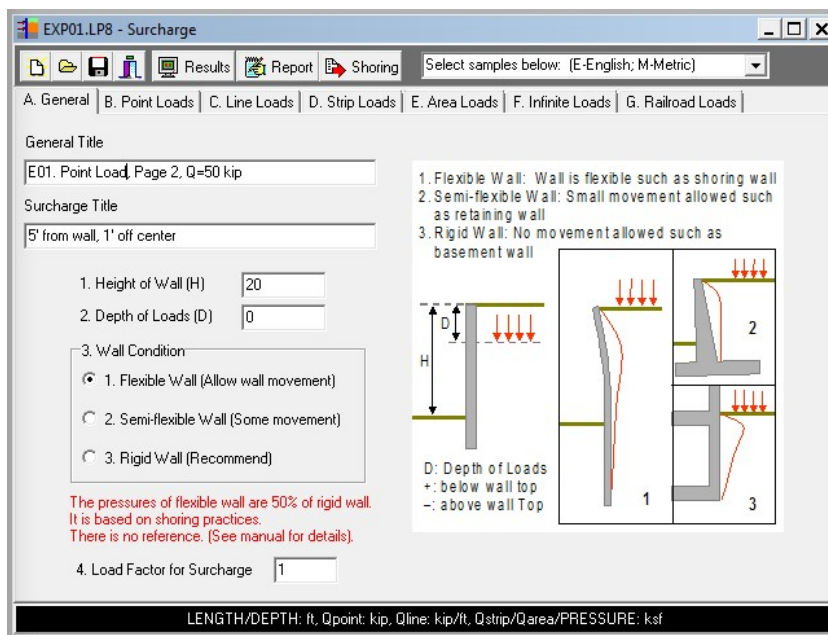 EXP01.LP8 - Surcharge
Results
Report
Shoring
Select samples below: (E-English; M-Metric)
A. General
B. Point Loads
C. Line Loads
D. Strip Loads
E. Area Loads
F. Infinite Loads
G. Railroad Loads
General Title
E01. Point Load, Page 2, Q=50 kip
Surcharge Title
5' from wall, 1' off center
1. Height of Wall (H)
20
2. Depth of Loads (D)
0
3. Wall Condition
1. Flexible Wall (Allow wall movement)
2. Semi-flexible Wall (Some movement)
3. Rigid Wall (Recommend)
The pressures of flexible wall are 50% of rigid wall.
It is based on shoring practices.
There is no reference. (See manual for details).
4. Load Factor for Surcharge
1
1. Flexible Wall: Wall is flexible such as shoring wall
2. Semi-flexible Wall: Small movement allowed such
as retaining wall
3. Rigid Wall: No movement allowed such as
basement wall
D
H
D: Depth of Loads
+: below wall top
–: above wall Top
1
2
3
LENGTH/DEPTH: ft, Qpoint: kip, Qline: kip/ft, Qstrip/Qarea/PRESSURE: ksf